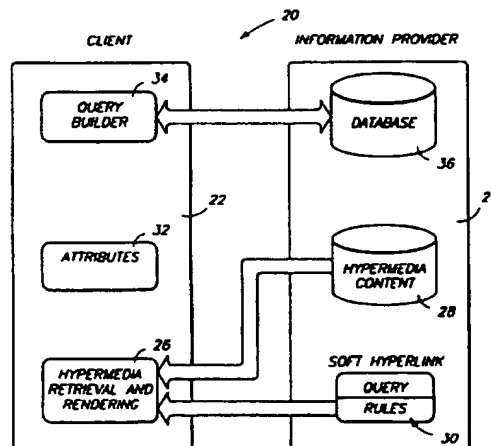 20
CLIENT
INFORMATION PROVIDER
34
QUERY
BUILDER
DATABASE
36
22
2
32
ATTRIBUTES
HYPERMEDIA
CONTENT
28
26
HYPERMEDIA
RETRIEVAL AND
RENDERING
SOFT HYPERLINK
QUERY
RULES
30